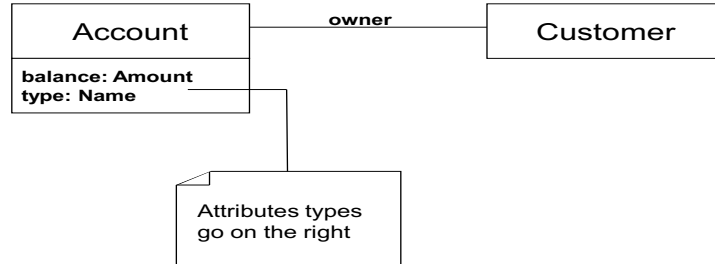 Account
owner
Customer
balance: Amount
type: Name
Attributes types
go on the right